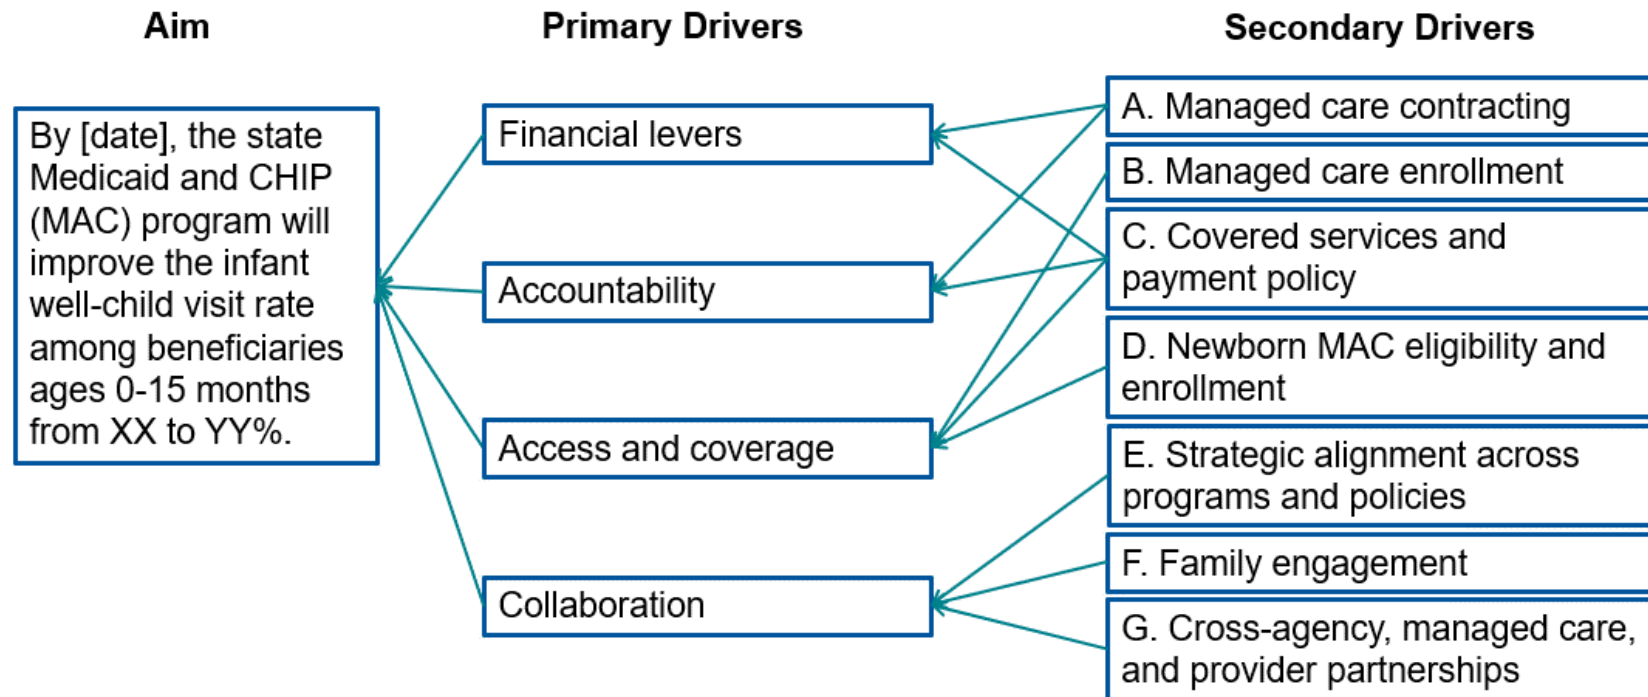 Aim
Primary Drivers
Secondary Drivers
By [date], the state
Medicaid and CHIP
(MAC) program will
improve the infant
well-child visit rate
among beneficiaries
ages 0-15 months
from XX to YY%.
Financial levers
Accountability
Access and coverage
Collaboration
A. Managed care contracting
B. Managed care enrollment
C. Covered services and
payment policy
D. Newborn MAC eligibility and
enrollment
E. Strategic alignment across
programs and policies
F. Family engagement
G. Cross-agency, managed care,
and provider partnerships